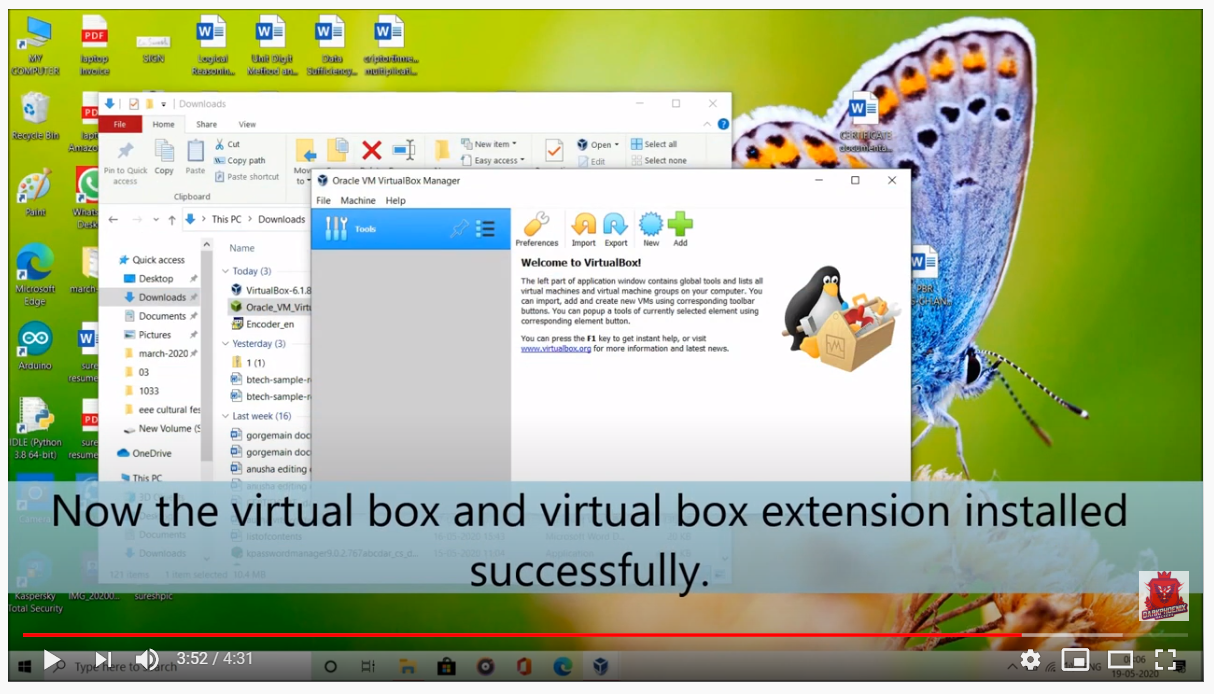 MY
COMPUTER
laptop
invoice
SIGN
Logical
Reasonin...
Unit Digit
Method an...
Data
Sufficiency...
multiplicati...
Recycle Bin
Paint
Microsoft
Edge
Arduino
IDLE (Python
3.8 64-bit)
resume
Kaspersky
Total Security
IMG_20200...
sureshpic
Downloads
File
Home
Share
View
Pin to Quick
access
Copy
Paste
Cut
Copy path
Paste shortcut
Clipboard
New item
Easy access
Open
Edit
Select all
Select none
This PC > Downloads
Name
Quick access
Desktop
Downloads
Documents
Pictures
march-2020
03
1033
eee cultural fes
New Volume (S
OneDrive
This PC
Documents
Downloads
Today (3)
VirtualBox-6.1.8
Oracle_VM_Virtu
Encoder_en
Yesterday (3)
1 (1)
btech-sample-r
btech-sample-r
Last week (16)
gorgemain doc
gorgemain doc
anusha editing
anusha editing
listofcontents
123 items
1 item selected 10.4 MB
Oracle VM VirtualBox Manager
File Machine Help
Tools
Preferences
Import
Export
New
Add
Welcome to VirtualBox!
The left part of application window contains global tools and lists all
virtual machines and virtual machine groups on your computer. You
can import, add and create new VMs using corresponding toolbar
buttons. You can popup a tools of currently selected element using
corresponding element button.
You can press the F1 key to get instant help, or visit
www.virtualbox.org for more information and latest news.
Now the virtual box and virtual box extension installed
successfully.
DARKPHOENIX
3:52 / 4:31
Type here to search
19-05-2020